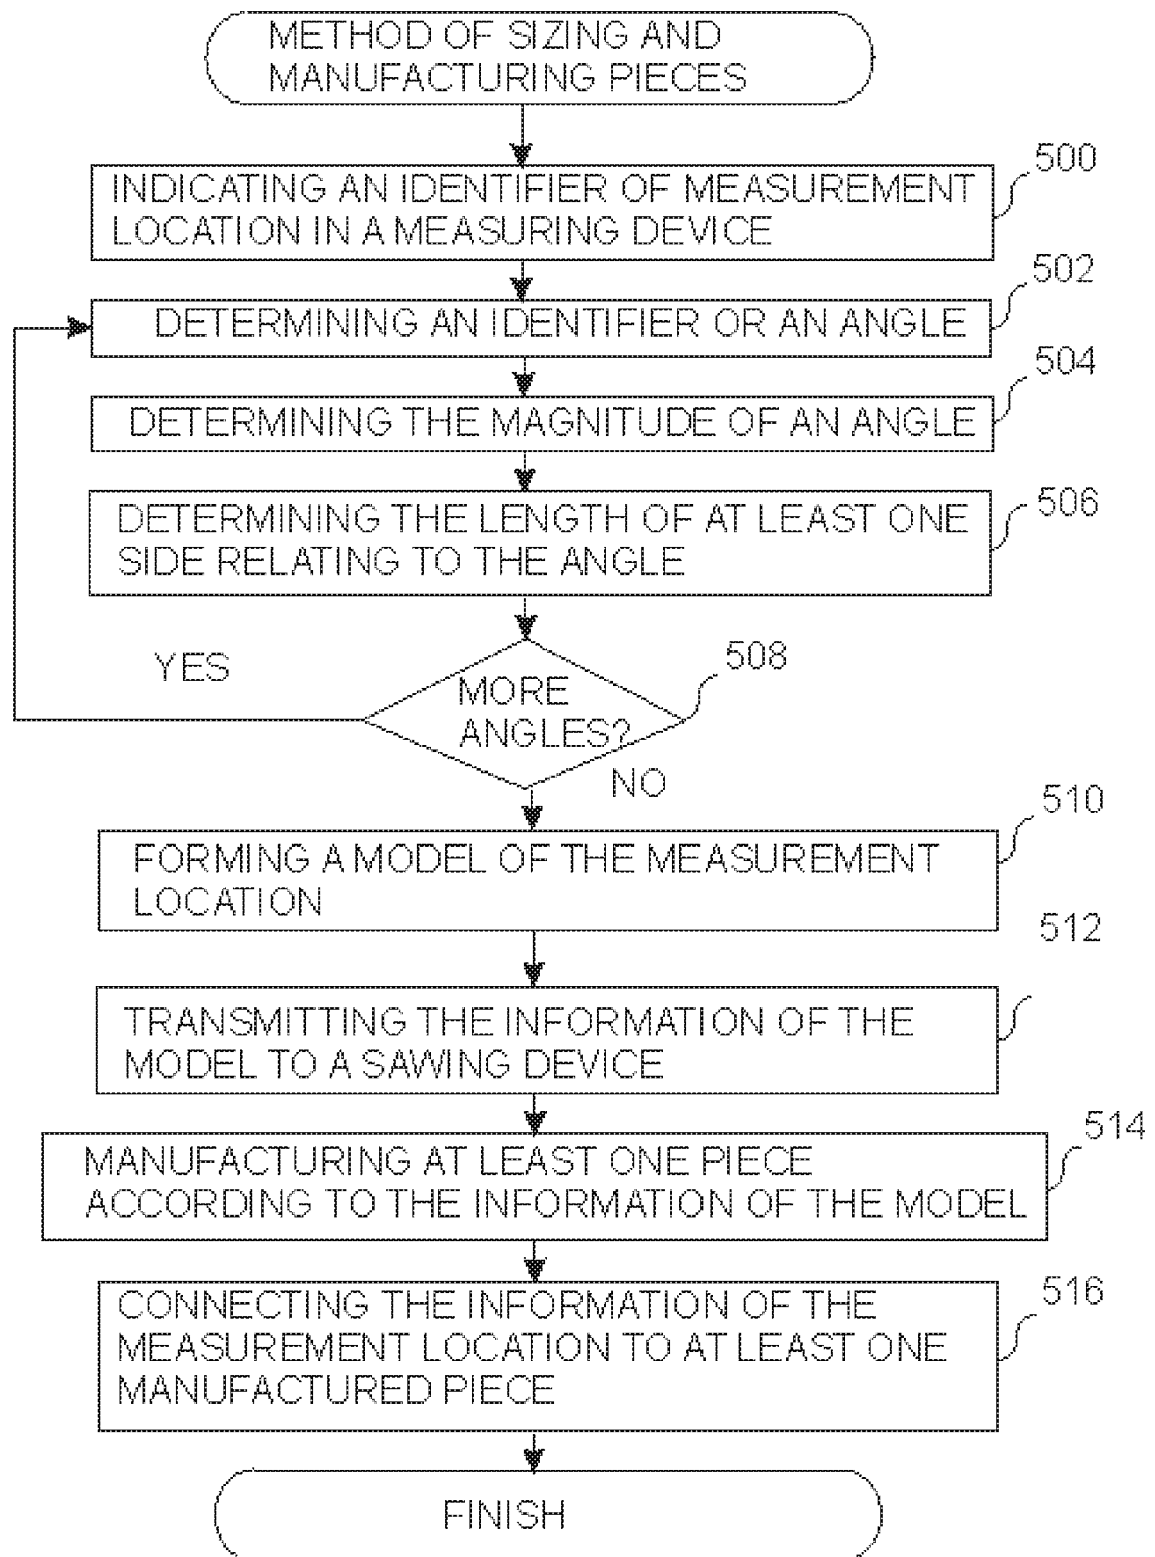 METHOD OF SIZING AND
MANUFACTURING PIECES
500
INDICATING AN IDENTIFIER OF MEASUREMENT
LOCATION IN A MEASURING DEVICE
502
DETERMINING AN IDENTIFIER OR AN ANGLE
504
DETERMINING THE MAGNITUDE OF AN ANGLE
506
DETERMINING THE LENGTH OF AT LEAST ONE
SIDE RELATING TO THE ANGLE
YES
508
MORE
ANGLES?
NO
510
FORMING A MODEL OF THE MEASUREMENT
LOCATION
512
TRANSMITTING THE INFORMATION OF THE
MODEL TO A SAWING DEVICE
514
MANUFACTURING AT LEAST ONE PIECE
ACCORDING TO THE INFORMATION OF THE MODEL
516
CONNECTING THE INFORMATION OF THE
MEASUREMENT LOCATION TO AT LEAST ONE
MANUFACTURED PIECE
FINISH